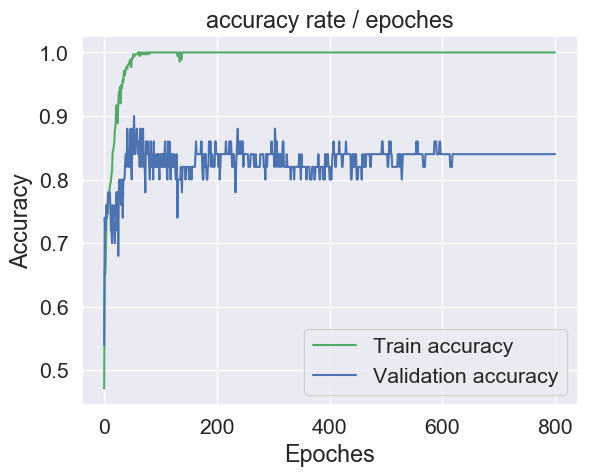 accuracy rate / epoches
1.0
0.9
0.8
0.7
0.6
0.5
Accuracy
Train accuracy
Validation accuracy
0 200 400 600 800
Epoches